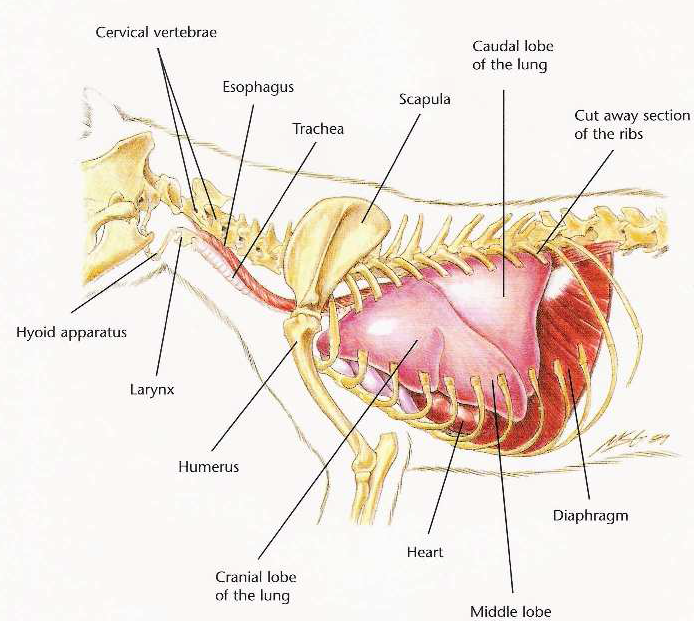 Cervical vertebrae
Caudal lobe
of the lung
Esophagus
Scapula
Cut away section
of the ribs
Trachea
Hyoid apparatus
Larynx
Humerus
Diaphragm
Heart
Cranial lobe
of the lung
Middle lobe